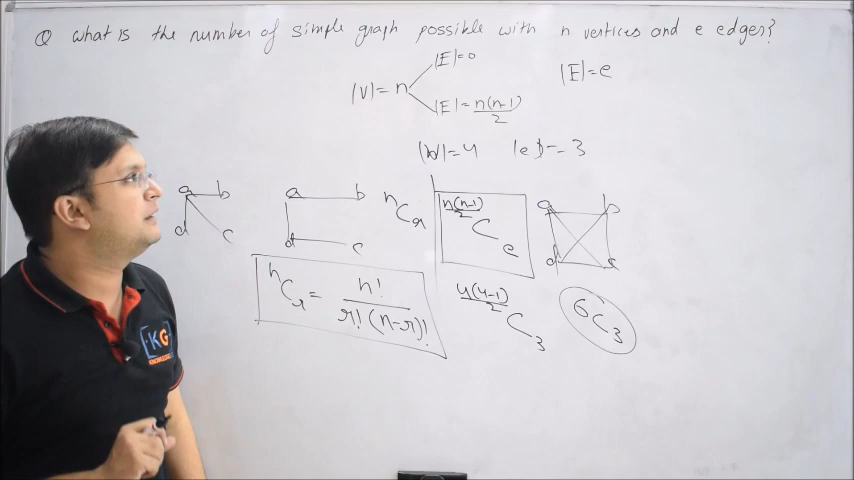 Q what is the number of simple graph possible with n vertices and e edges?
|V| = n
|E|=0
|E| = n(n-1)/2
|E|=e
|v|=4 |e|= 3
a b
d c
a b
d c
nCr
n(n-1)/2 C e
a b
d c
nCr = n! / r! (n-r)!
4(4-1)/2 C 3
6C3
KG